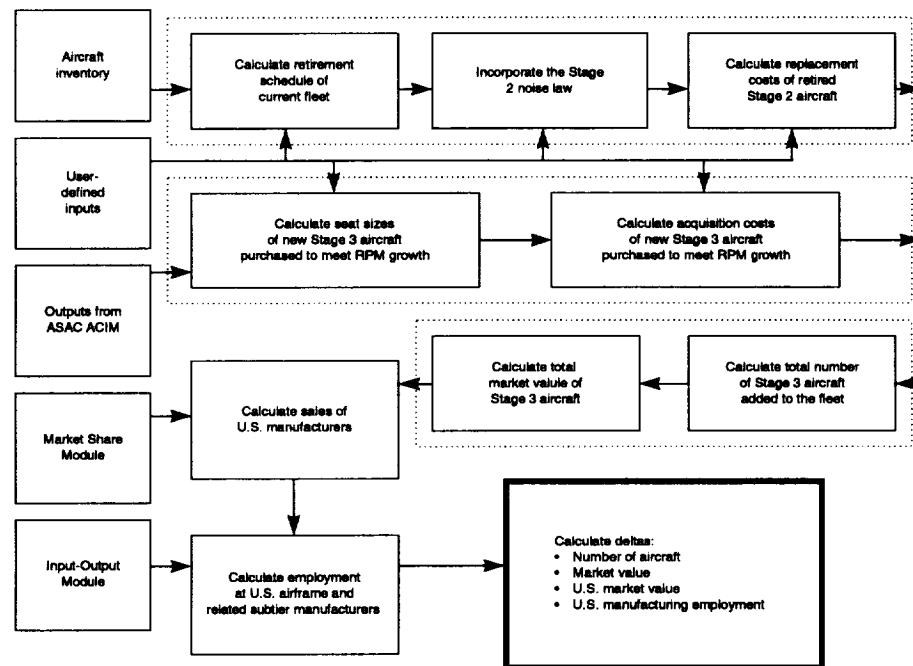 Aircraft
inventory
Calculate retirement
schedule of
current fleet
Incorporate the Stage
2 noise law
Calculate replacement
costs of retired
Stage 2 aircraft
User-
defined
inputs
Calculate seat sizes
of new Stage 3 aircraft
purchased to meet RPM growth
Calculate acquisition costs
of new Stage 3 aircraft
purchased to meet RPM growth
Outputs from
ASAC ACIM
Calculate total
market valule of
Stage 3 aircraft
Calculate total number
of Stage 3 aircraft
added to the fleet
Market Share
Module
Calculate sales of
U.S. manufacturers
Input-Output
Module
Calculate employment
at U.S. airframe and
related subtier manufacturers
Calculate deltas:
• Number of aircraft
• Market value
• U.S. market value
• U.S. manufacturing employment